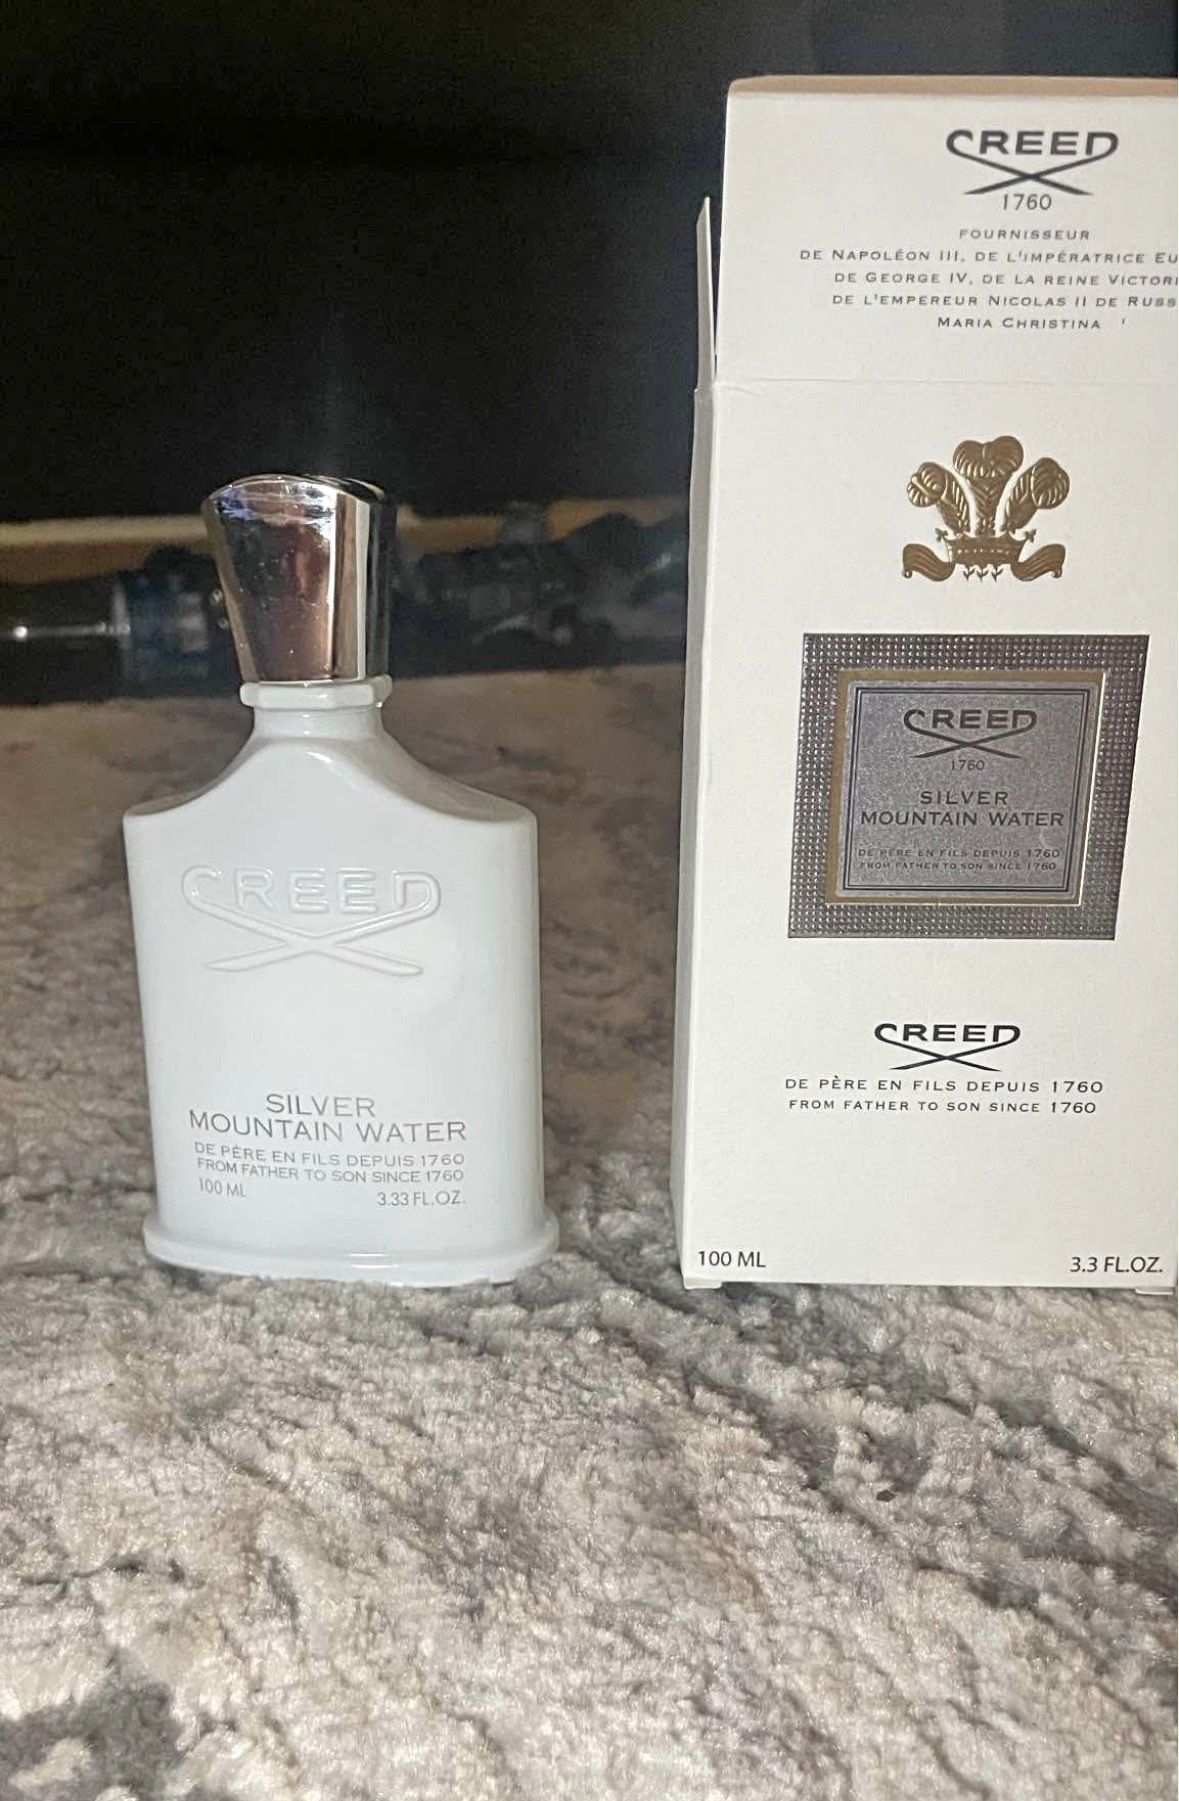 CREED
SILVER
MOUNTAIN WATER
DE PÈRE EN FILS DEPUIS 1760
FROM FATHER TO SON SINCE 1760
100 ML 3.33 FL.OZ.
CREED
1760
FOURNISSEUR
DE NAPOLÉON III, DE L'IMPÉRATRICE
DE GEORGE IV, DE LA REINE
DE L'EMPEREUR NICOLAS II DE
MARIA CHRISTINA
CREED
1760
SILVER
MOUNTAIN WATER
DE PÈRE EN FILS DEPUIS 1760
FROM FATHER TO SON SINCE 1760
CREED
DE PÈRE EN FILS DEPUIS 1760
FROM FATHER TO SON SINCE 1760
100 ML 3.3 FL.OZ.